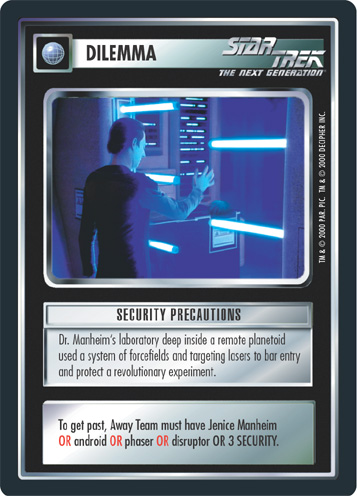 DILEMMA
STAR TREK
THE NEXT GENERATION
TM & © 2000 PAR. PIC. TM & © 2000 DECIPHER INC.
SECURITY PRECAUTIONS
Dr. Manheim's laboratory deep inside a remote planetoid
used a system of forcefields and targeting lasers to bar entry
and protect a revolutionary experiment.
To get past, Away Team must have Jenice Manheim
OR android OR phaser OR disruptor OR 3 SECURITY.